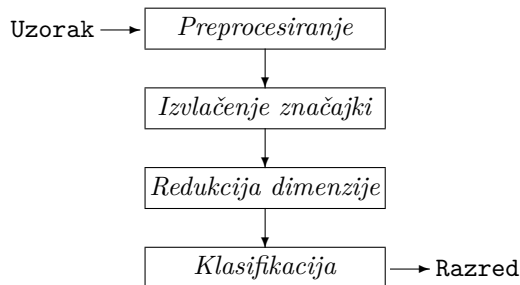 Uzorak Preprocesiranje
Izvlačenje značajki
Redukcija dimenzije
Klasifikacija Razred